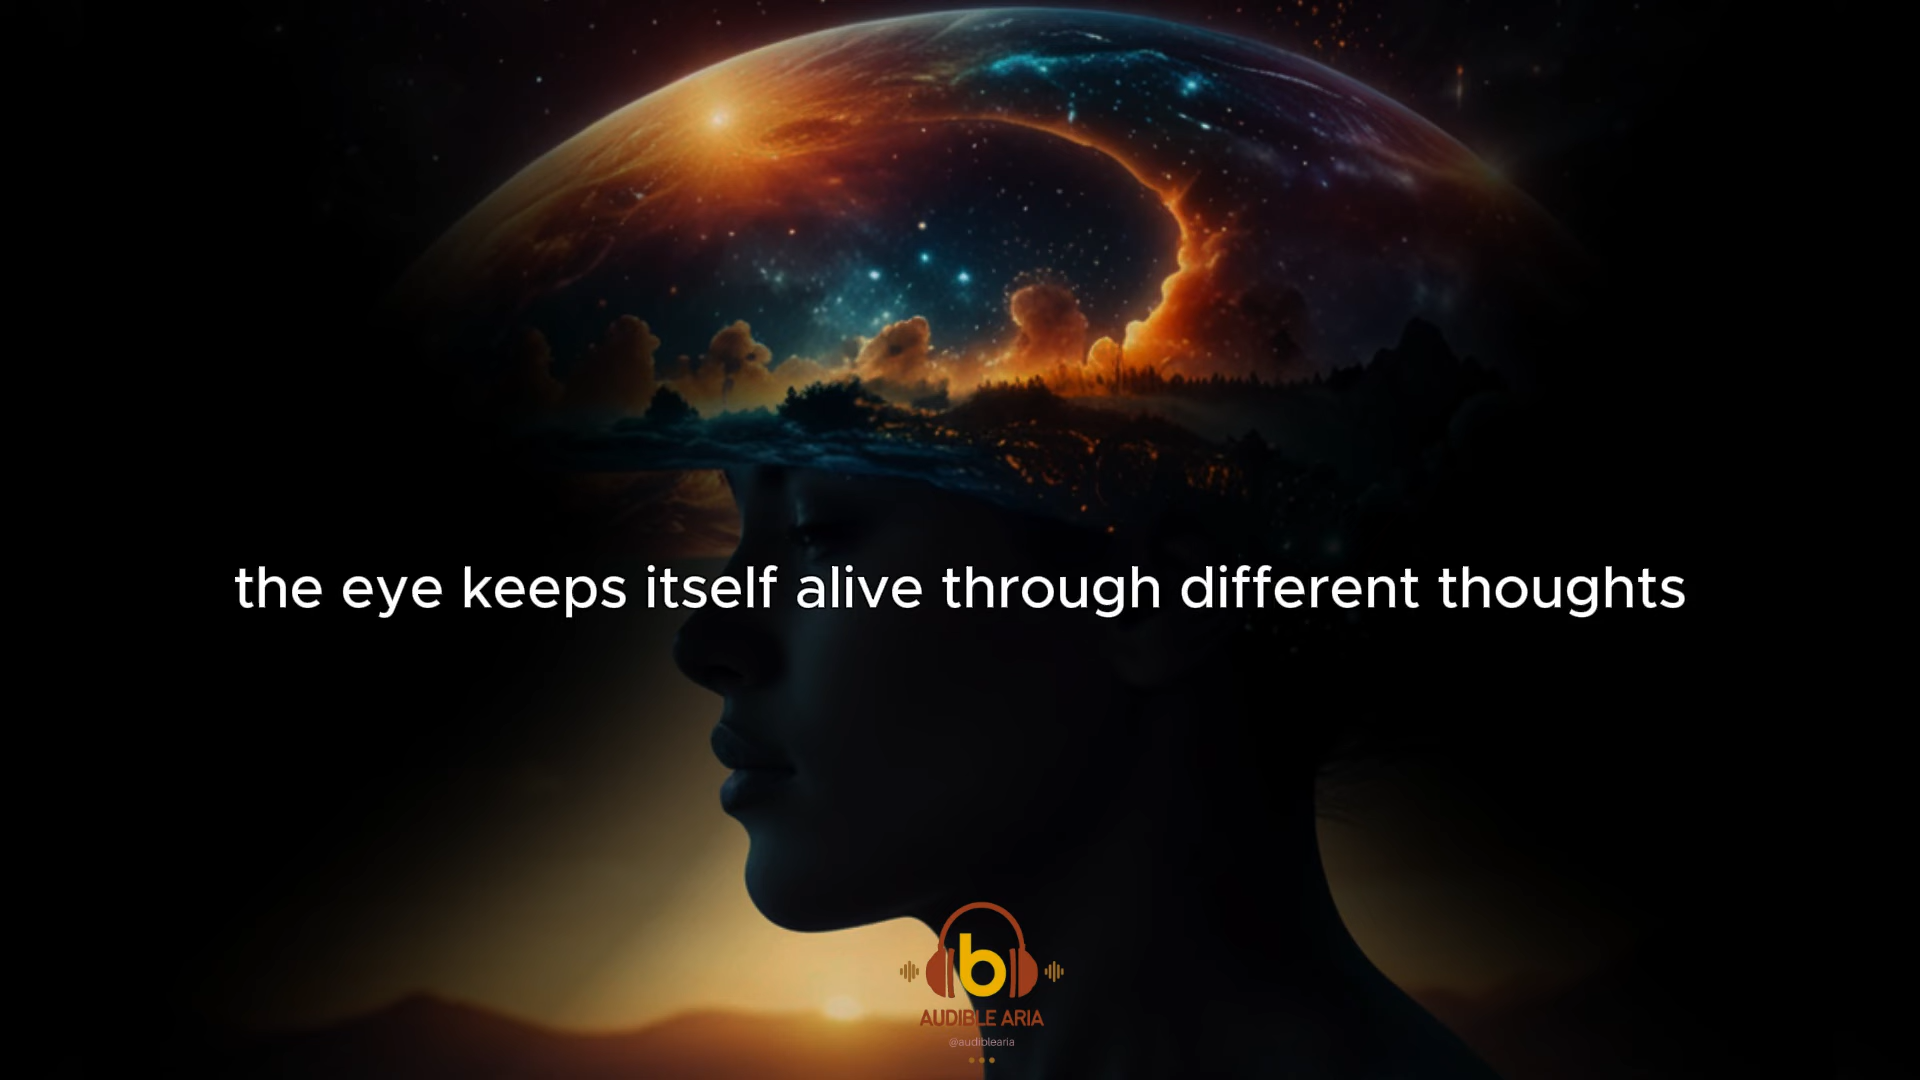 the eye keeps itself alive through different thoughts
b
AUDIBLE ARIA
@audiblearia